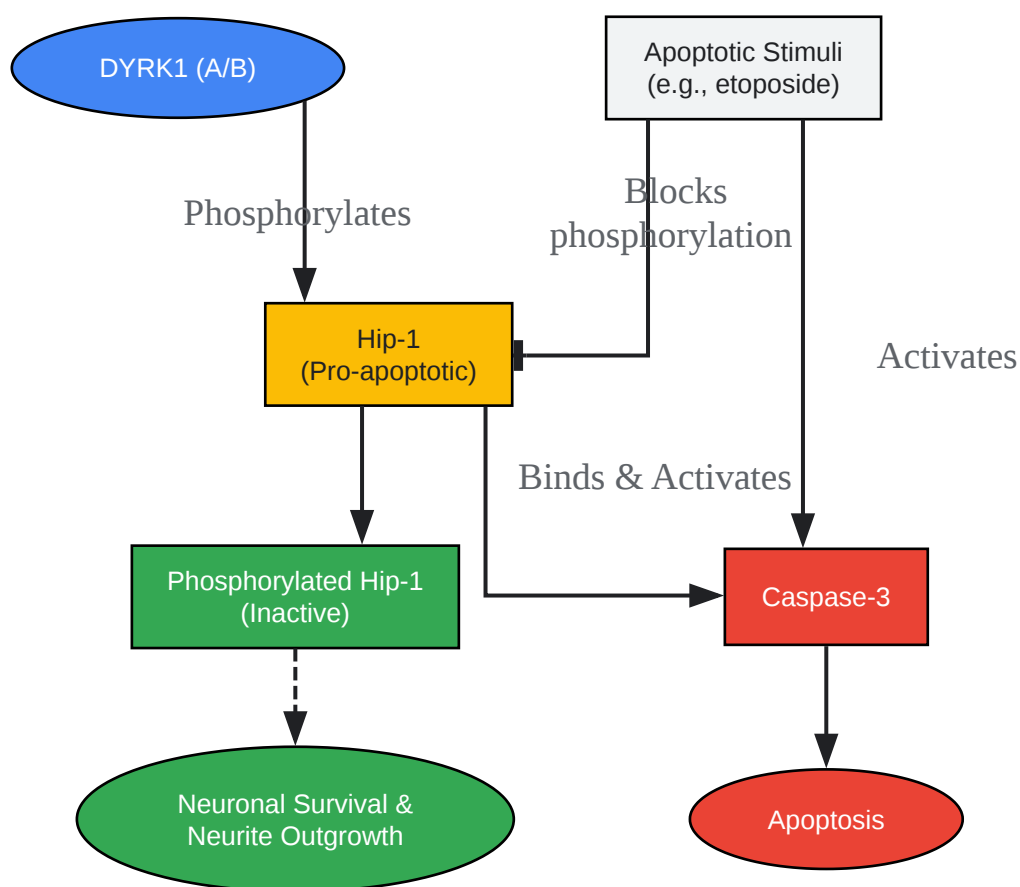 DYRK1 (A/B)
Apoptotic Stimuli
(e.g., etoposide)
Phosphorylates
Blocks
phosphorylation
Hip-1
(Pro-apoptotic)
Activates
Binds & Activates
Phosphorylated Hip-1
(Inactive)
Caspase-3
Neuronal Survival &
Neurite Outgrowth
Apoptosis